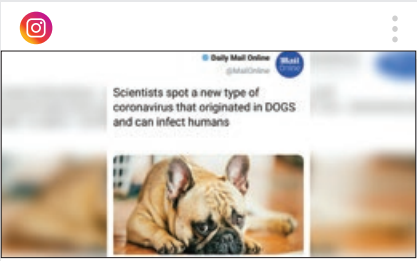 Daily Mail Online
@MailOnline
Mail
Online
Scientists spot a new type of
coronavirus that originated in DOGS
and can infect humans